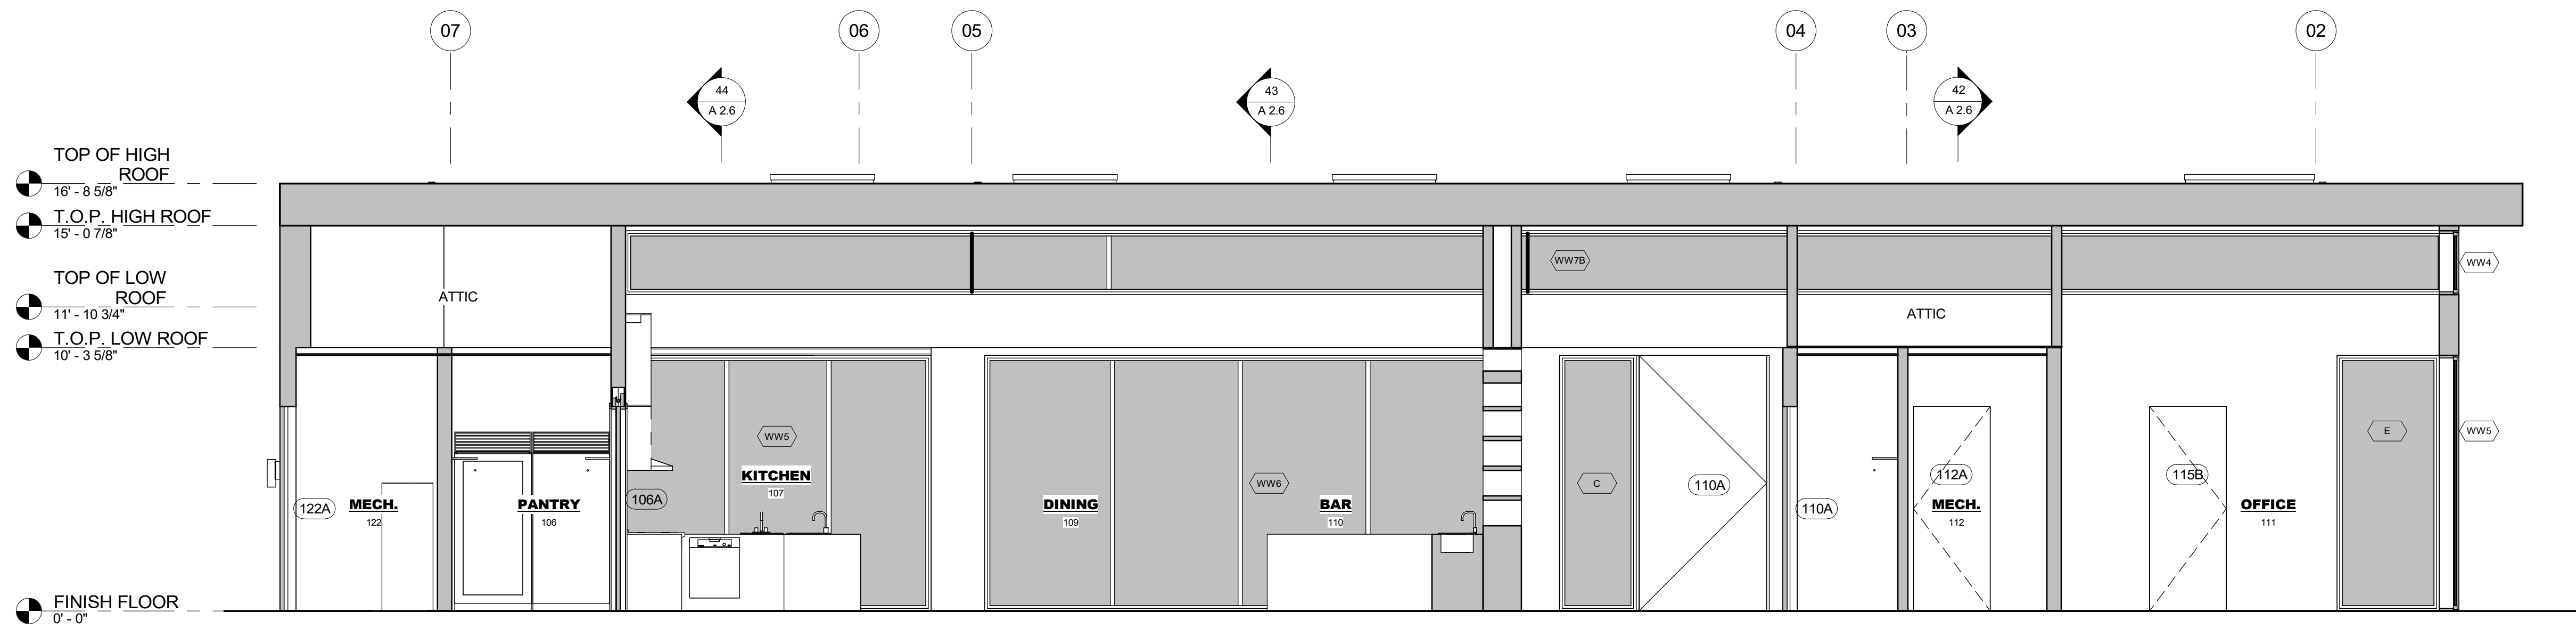 07
06
05
04
03
02
44
A 2.6
43
A 2.6
42
A 2.6
TOP OF HIGH
ROOF
16' - 8 5/8"
T.O.P. HIGH ROOF
15' - 0 7/8"
TOP OF LOW
ROOF
11' - 10 3/4"
T.O.P. LOW ROOF
10' - 3 5/8"
FINISH FLOOR
0' - 0"
ATTIC
WW7B
WW4
ATTIC
WW5
KITCHEN
107
122A
MECH.
122
PANTRY
106
106A
DINING
109
WW6
BAR
110
C
110A
110A
112A
MECH.
112
115B
OFFICE
111
E
WW5